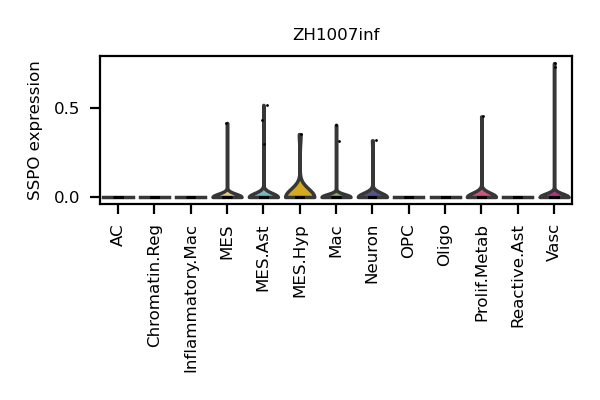 ZH1007inf
SSPO expression
0.5
0.0
AC
Chromatin.Reg
Inflammatory.Mac
MES
MES.Ast
MES.Hyp
Mac
Neuron
OPC
Oligo
Prolif.Metab
Reactive.Ast
Vasc